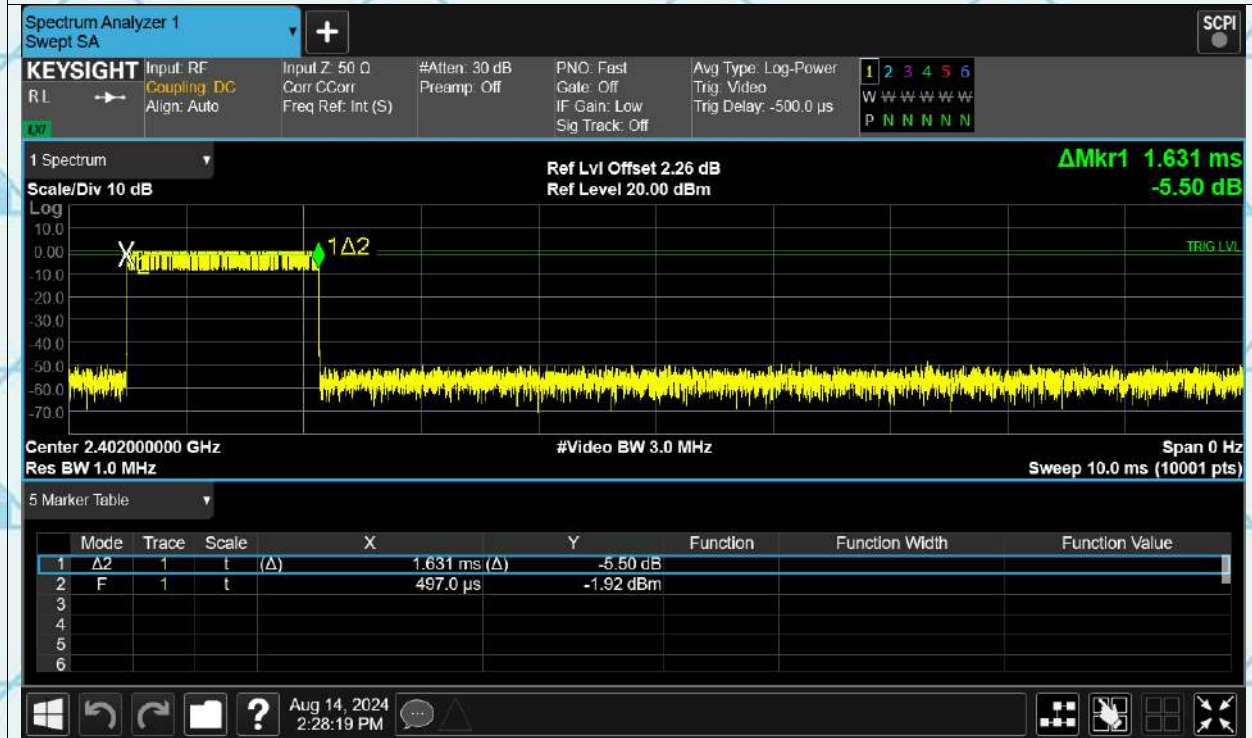 Spectrum Analyzer 1
Swept SA
+
SCPI
KEYSIGHT
RL
LXI
Input: RF
Coupling: DC
Align: Auto
Input Z: 50 Ω
Corr CCorr
Freq Ref: Int (S)
#Atten: 30 dB
Preamp: Off
PNO: Fast
Gate: Off
IF Gain: Low
Sig Track: Off
Avg Type: Log-Power
Trig: Video
Trig Delay: -500.0 µs
1 2 3 4 5 6
W W W W W W
P N N N N N
1 Spectrum
Scale/Div 10 dB
Ref Lvl Offset 2.26 dB
Ref Level 20.00 dBm
ΔMkr1 1.631 ms
-5.50 dB
Log
10.0
0.00
-10.0
-20.0
-30.0
-40.0
-50.0
-60.0
-70.0
X2
1Δ2
TRIG LVL
Center 2.402000000 GHz
Res BW 1.0 MHz
#Video BW 3.0 MHz
Span 0 Hz
Sweep 10.0 ms (10001 pts)
5 Marker Table
Mode Trace Scale X Y Function Function Width Function Value
1 Δ2 1 t (Δ) 1.631 ms (Δ) -5.50 dB
2 F 1 t 497.0 µs -1.92 dBm
3
4
5
6
?
Aug 14, 2024
2:28:19 PM